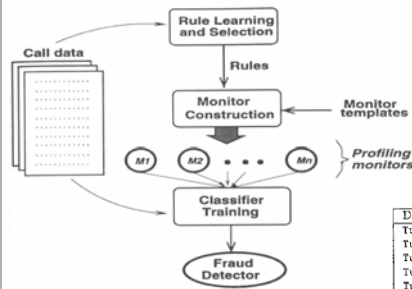 Rule Learning
and Selection
Call data
Rules
Monitor
Construction
Monitor
templates
M1
M2
Mn
Profiling
monitors
Classifier
Training
Fraud
Detector